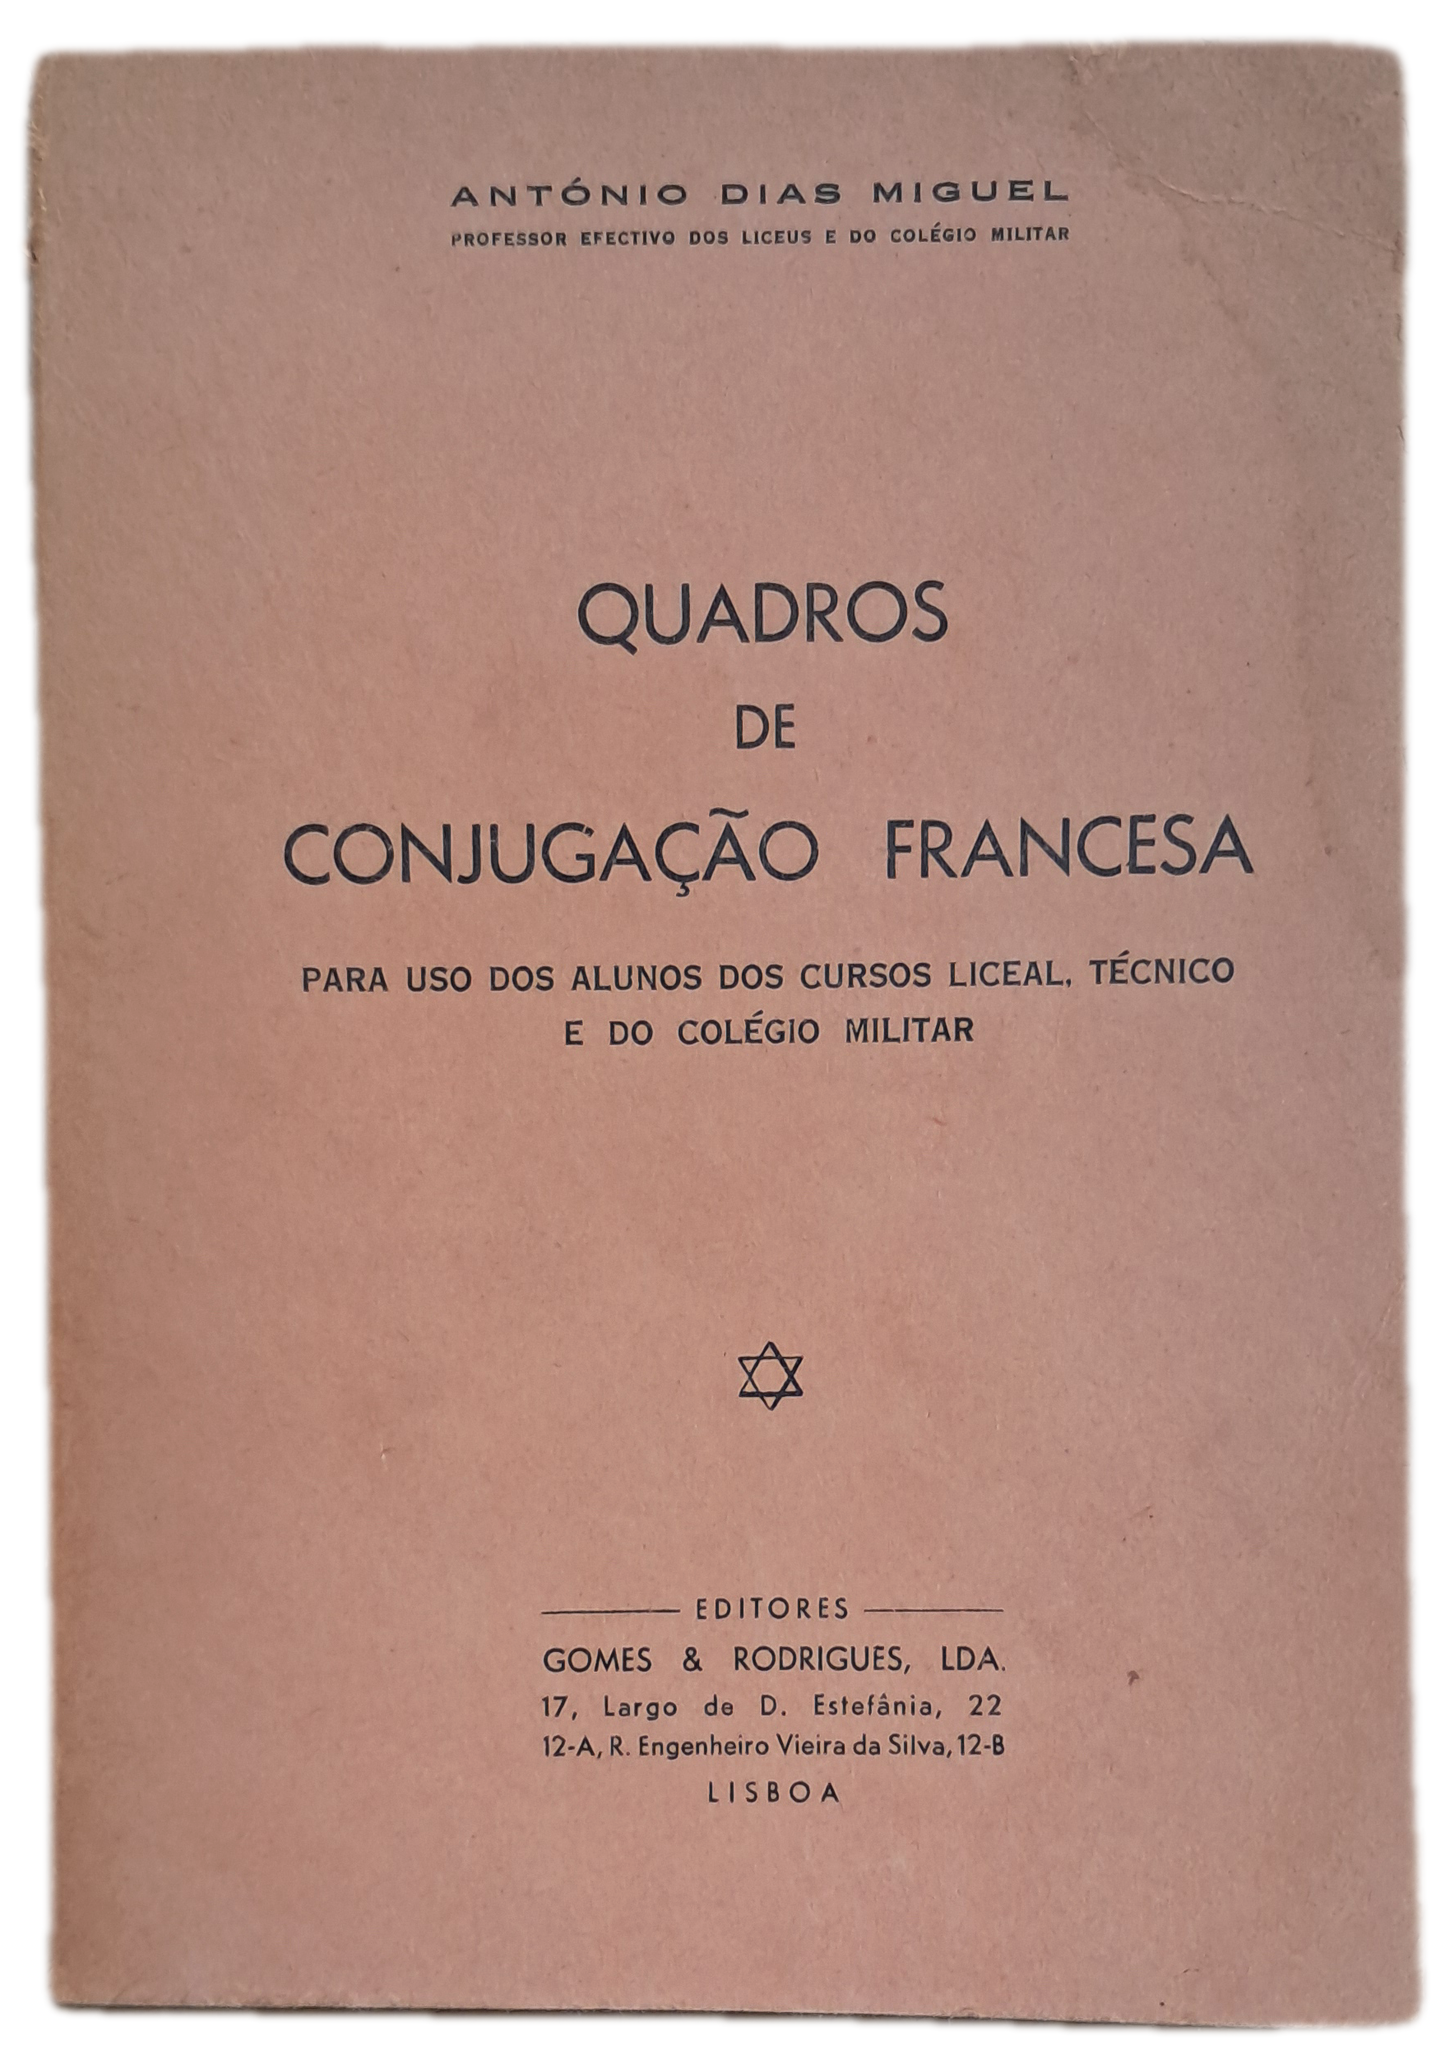 ANTÓNIO DIAS MIGUEL
PROFESSOR EFECTIVO DOS LICEUS E DO COLÉGIO MILITAR
QUADROS
DE
CONJUGAÇÃO FRANCESA
PARA USO DOS ALUNOS DOS CURSOS LICEAL, TÉCNICO
E DO COLÉGIO MILITAR
EDITORES
GOMES & RODRIGUES, LDA.
17, Largo de D. Estefânia, 22
12-A, R. Engenheiro Vieira da Silva, 12-B
LISBOA